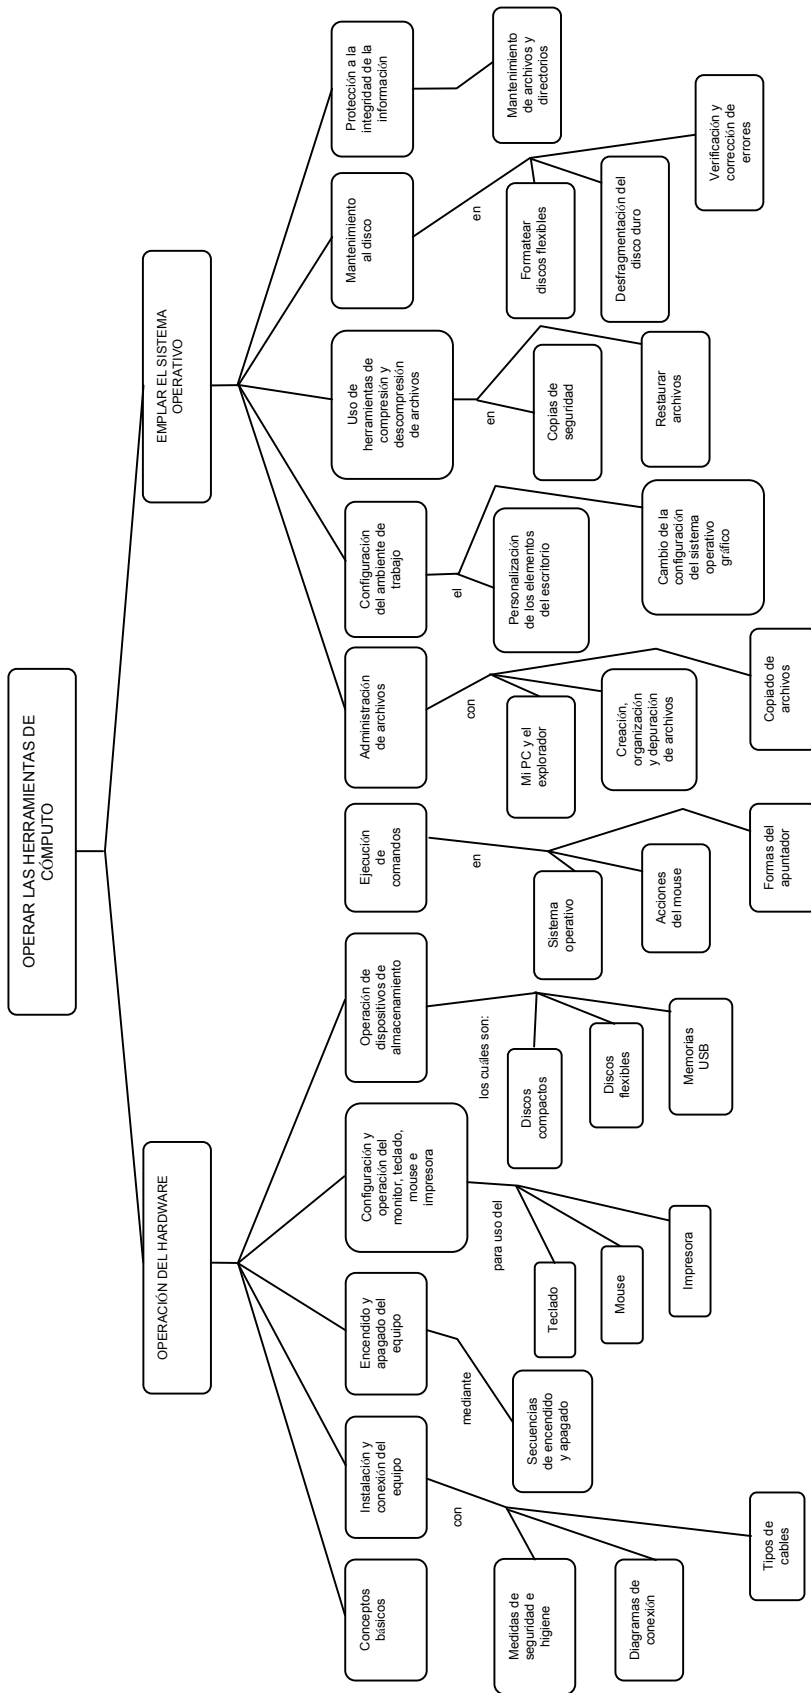 OPERAR LAS HERRAMIENTAS DE
CÓMPUTO
OPERACIÓN DEL HARDWARE
EMPLAR EL SISTEMA
OPERATIVO
Conceptos
básicos
Instalación y
conexión del
equipo
Encendido y
apagado del
equipo
Configuración y
operación del
monitor, teclado,
mouse e
impresora
Operación de
dispositivos de
almacenamiento
Ejecución
de
comandos
Administración
de archivos
Configuración
del ambiente de
trabajo
Uso de
herramientas de
compresión y
descompresión
de archivos
Mantenimiento
al disco
Protección a la
integridad de la
información
con
Medidas de
seguridad e
higiene
Diagramas de
conexión
Tipos de
cables
mediante
Secuencias
de encendido
y apagado
para uso del
Teclado
Mouse
Impresora
los cuáles son:
Discos
compactos
Discos
flexibles
Memorias
USB
en
Sistema
operativo
Acciones
del mouse
Formas del
apuntador
con
Mi PC y el
explorador
Creación,
organización
y depuración
de archivos
Copiado de
archivos
el
Personalización
de los elementos
del escritorio
Cambio de la
configuración
del sistema
operativo
gráfico
en
Copias de
seguridad
Restaurar
archivos
en
Formatear
discos flexibles
Desfragmentación del
disco duro
Verificación y
corrección de
errores
Mantenimiento
de archivos y
directorios